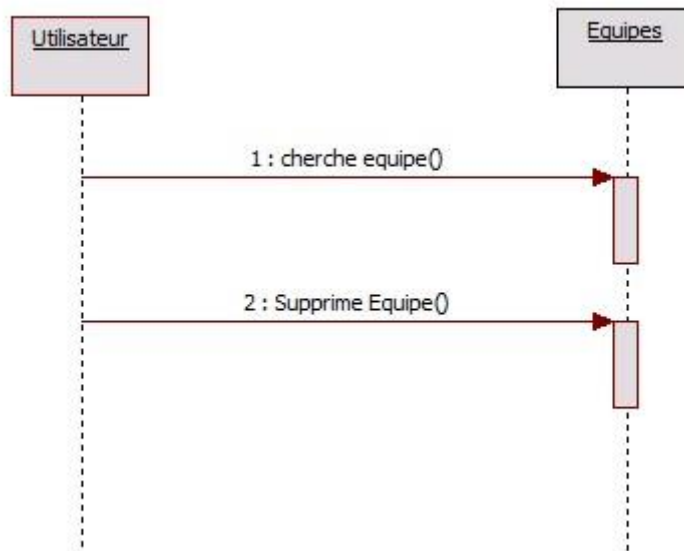 Utilisateur
Equipes
1 : cherche equipe()
2 : Supprime Equipe()